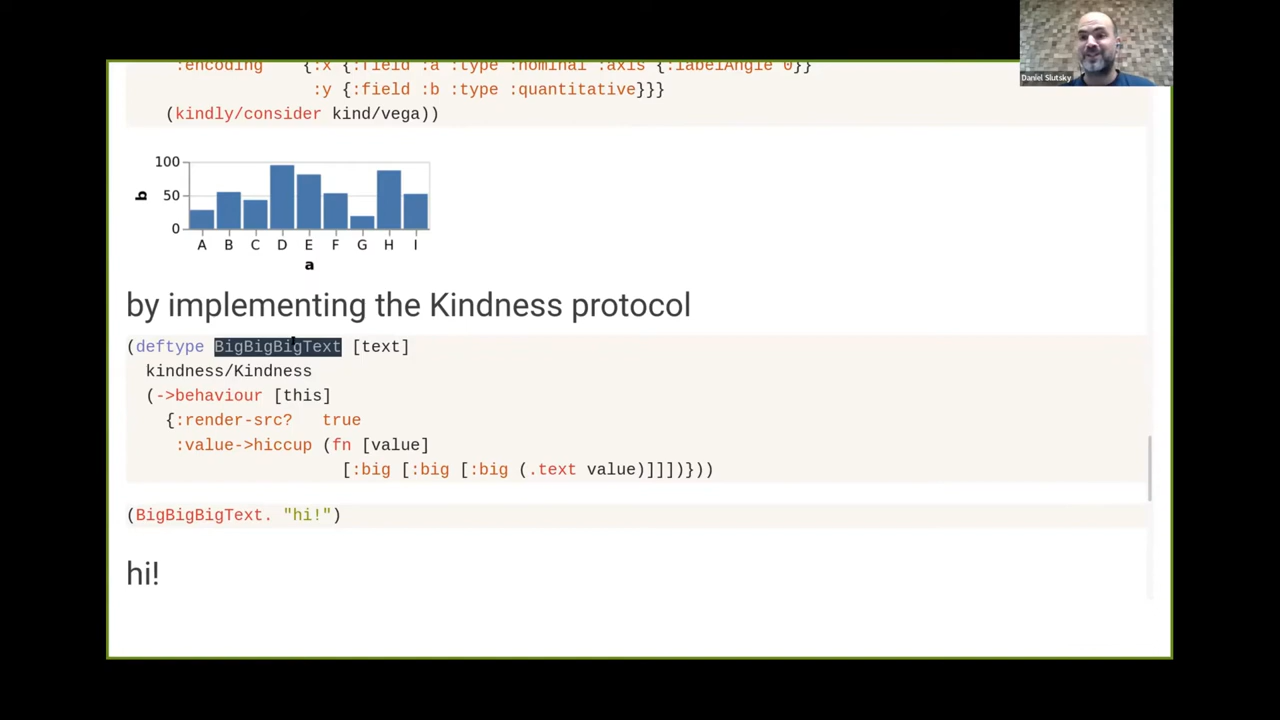 :encoding {:x {:field :a :type :nominal :axis {:labelAngle 0}}
:y {:field :b :type :quantitative}}}
(kindly/consider kind/vega))
100
50
0
b
A B C D E F G H I
a
by implementing the Kindness protocol
(deftype BigBigBigText [text]
kindness/Kindness
(->behaviour [this]
{:render-src? true
:value->hiccup (fn [value]
[:big [:big [:big (.text value)]]])}))
(BigBigBigText. "hi!")
hi!
Daniel Slutsky